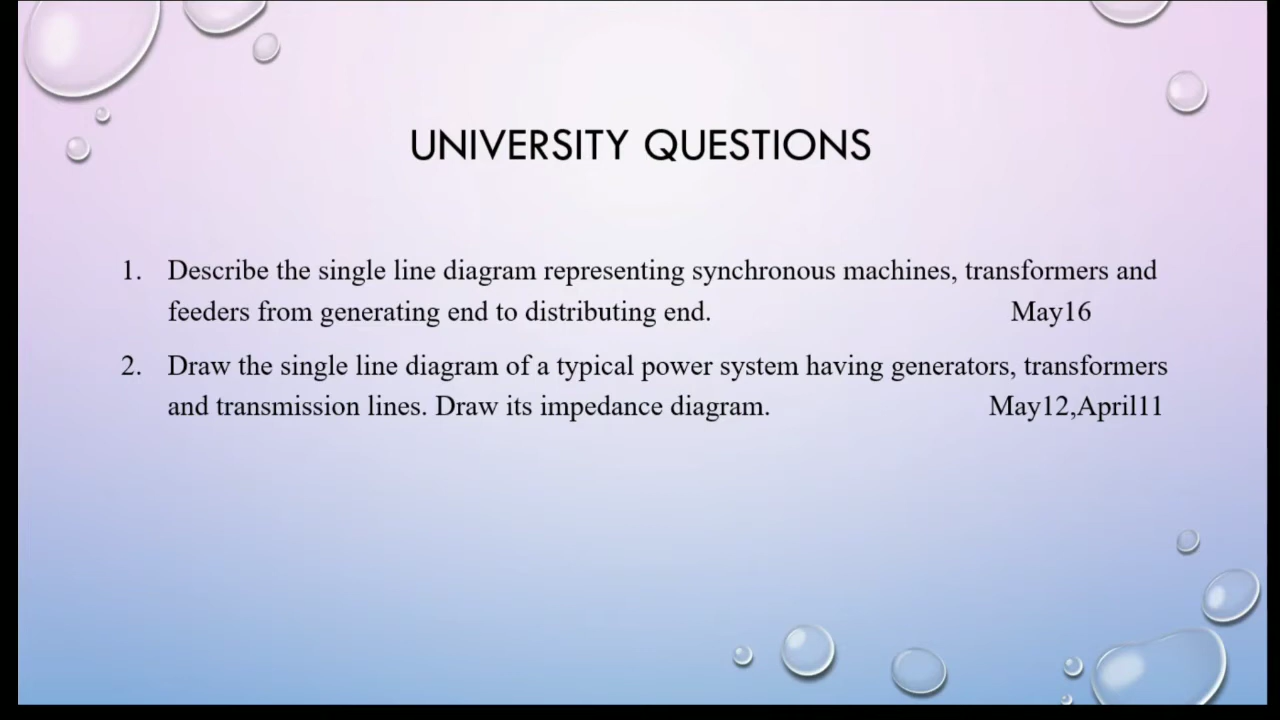 UNIVERSITY QUESTIONS
1. Describe the single line diagram representing synchronous machines, transformers and
feeders from generating end to distributing end. May16
2. Draw the single line diagram of a typical power system having generators, transformers
and transmission lines. Draw its impedance diagram. May12,April11